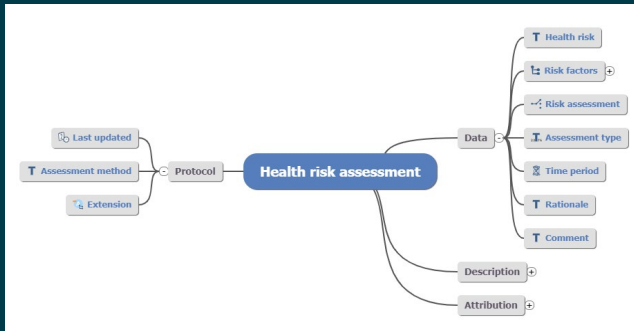 Health risk
Risk factors
Risk assessment
Data
Assessment type
Time period
Rationale
Comment
Last updated
Assessment method
Protocol
Extension
Health risk assessment
Description
Attribution